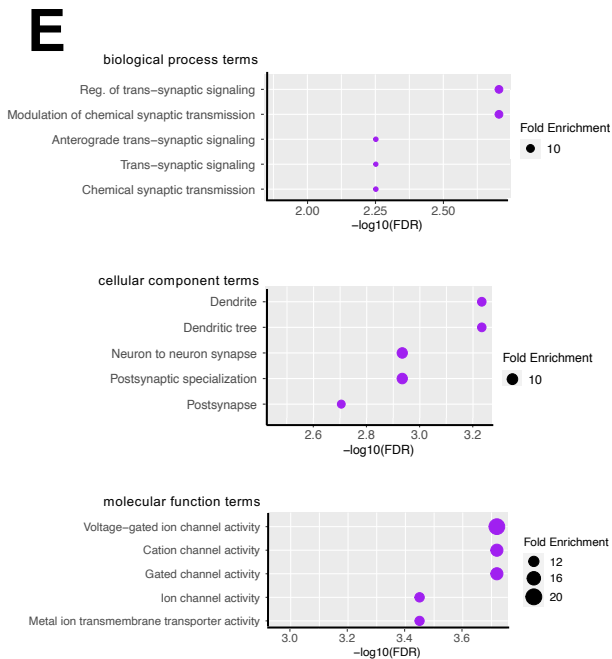 E
biological process terms
Reg. of trans−synaptic signaling
Modulation of chemical synaptic transmission
Anterograde trans−synaptic signaling
Trans−synaptic signaling
Chemical synaptic transmission
2.00 2.25 2.50
−log10(FDR)
Fold Enrichment
10
cellular component terms
Dendrite
Dendritic tree
Neuron to neuron synapse
Postsynaptic specialization
Postsynapse
2.6 2.8 3.0 3.2
−log10(FDR)
Fold Enrichment
10
molecular function terms
Voltage−gated ion channel activity
Cation channel activity
Gated channel activity
Ion channel activity
Metal ion transmembrane transporter activity
3.0 3.2 3.4 3.6
−log10(FDR)
Fold Enrichment
12
16
20